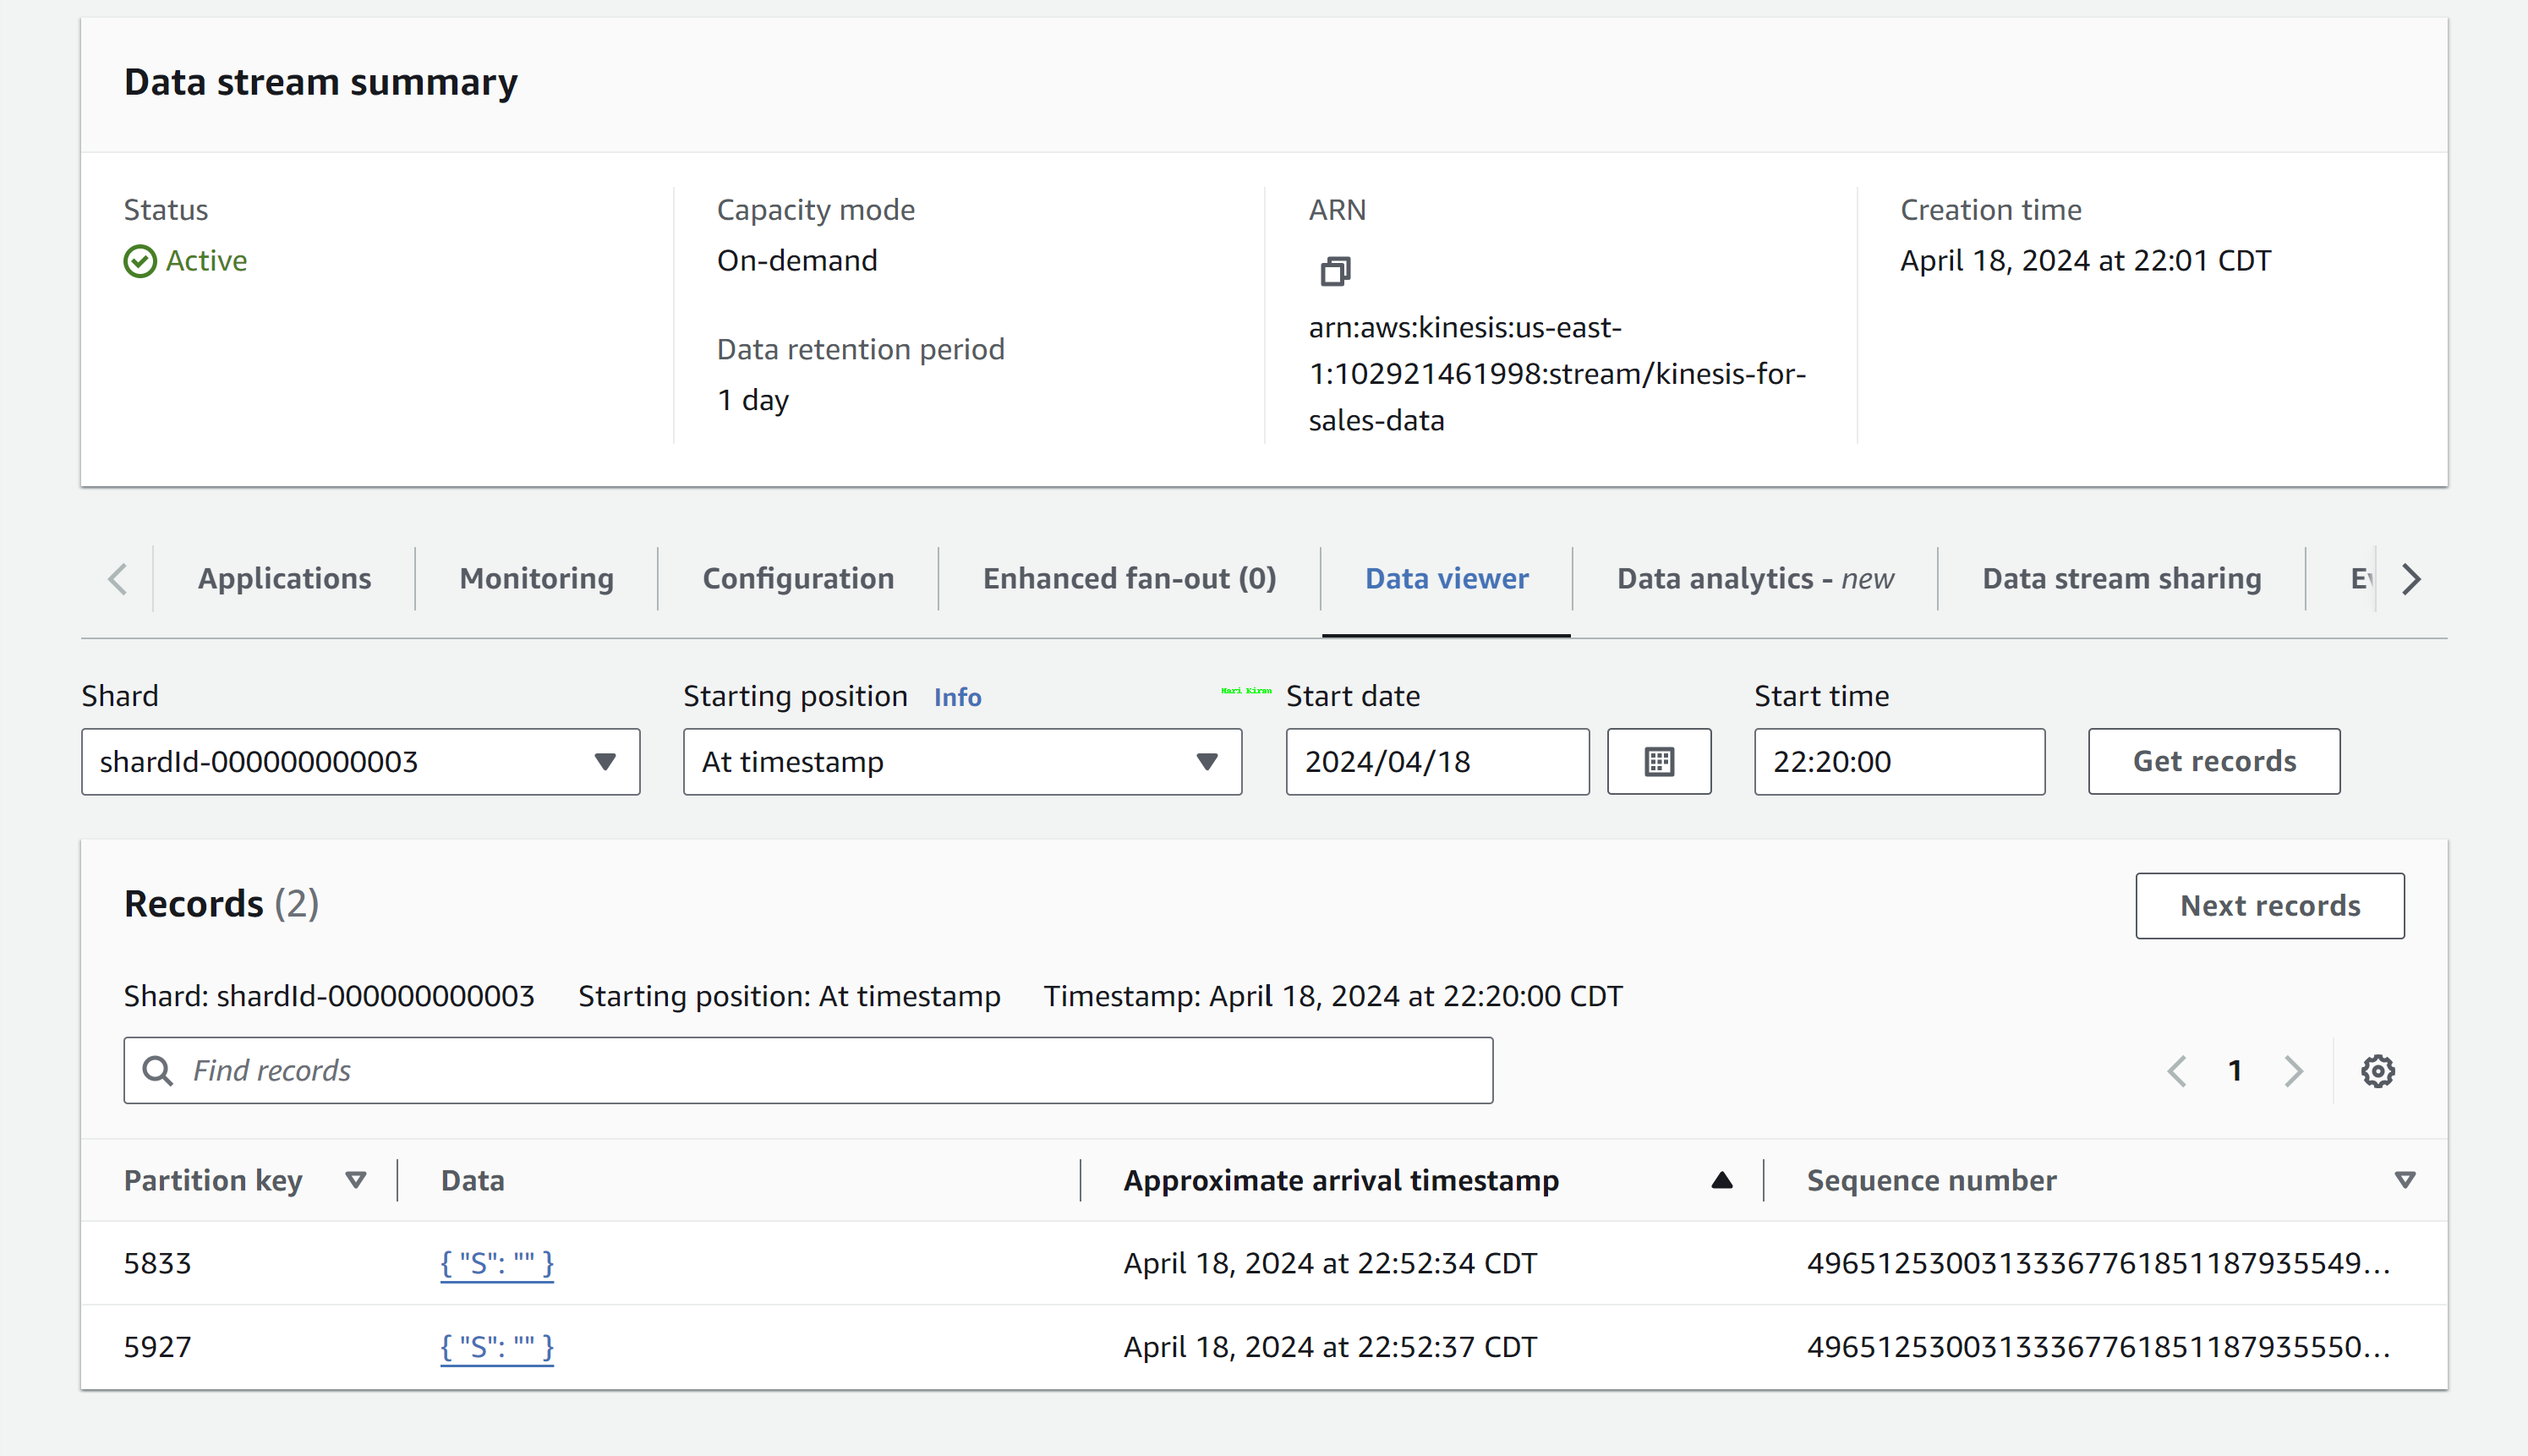 Data stream summary
Status
Active
Capacity mode
On-demand
Data retention period
1 day
ARN
arn:aws:kinesis:us-east-
1:102921461998:stream/kinesis-for-
sales-data
Creation time
April 18, 2024 at 22:01 CDT
Applications
Monitoring
Configuration
Enhanced fan-out (0)
Data viewer
Data analytics - new
Data stream sharing
Shard
shardId-000000000003
Starting position Info
At timestamp
Start date
2024/04/18
Start time
22:20:00
Get records
Records (2)
Next records
Shard: shardId-000000000003 Starting position: At timestamp Timestamp: April 18, 2024 at 22:20:00 CDT
Find records
1
Partition key Data Approximate arrival timestamp Sequence number
5833 { "S": "" } April 18, 2024 at 22:52:34 CDT 49651253003133367761851187935549...
5927 { "S": "" } April 18, 2024 at 22:52:37 CDT 49651253003133367761851187935550...